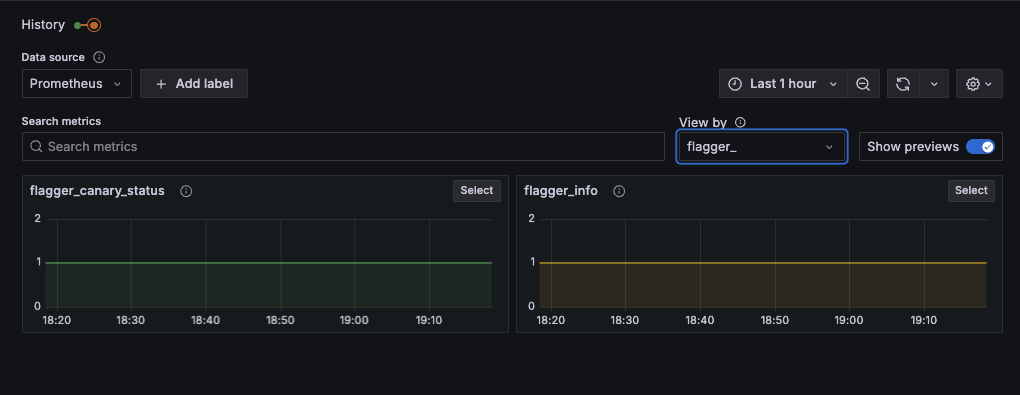 History
Data source
Prometheus
+ Add label
Last 1 hour
Search metrics
View by
Search metrics
flagger_
Show previews
flagger_canary_status
Select
flagger_info
Select
2
1
0
18:20 18:30 18:40 18:50 19:00 19:10
2
1
0
18:20 18:30 18:40 18:50 19:00 19:10